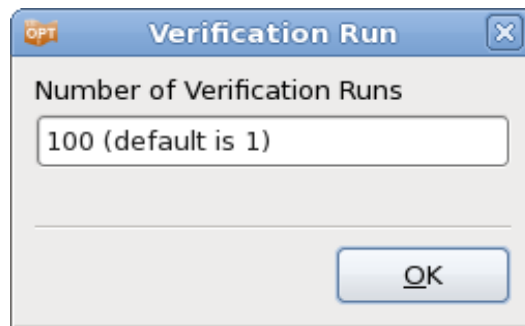 OPT
Verification Run
Number of Verification Runs
100 (default is 1)
OK